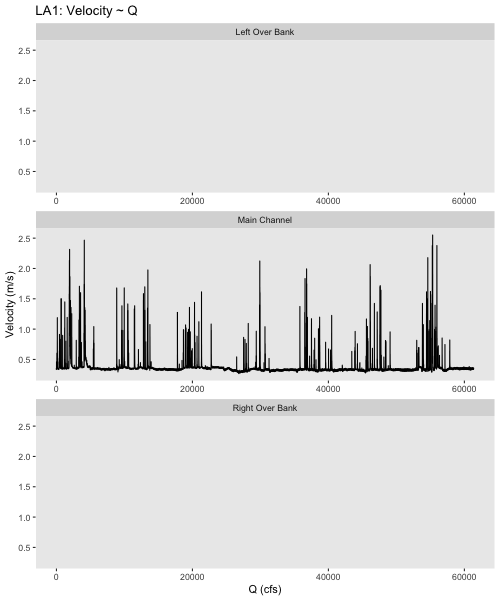 LA1: Velocity ~ Q
Left Over Bank
2.5
2.0
1.5
1.0
0.5
0 20000 40000 60000
Main Channel
2.5
2.0
1.5
1.0
0.5
Velocity (m/s)
0 20000 40000 60000
Right Over Bank
2.5
2.0
1.5
1.0
0.5
0 20000 40000 60000
Q (cfs)